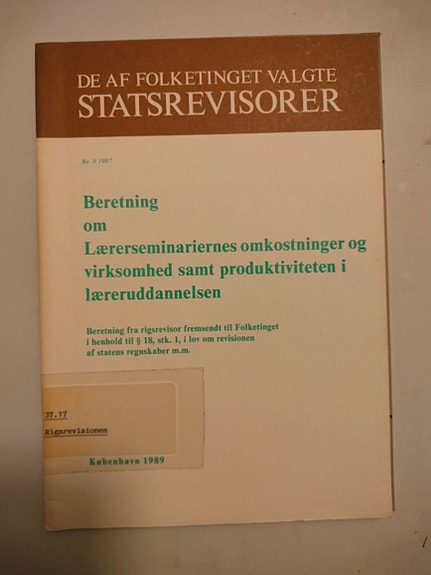 DE AF FOLKETINGET VALGTE
STATSREVISORER
Nr. 9 1987
Beretning
om
Lærerseminariernes omkostninger og
virksomhed samt produktiviteten i
læreruddannelsen
Beretning fra rigsrevisor fremsendt til Folketinget
i henhold til § 18, stk. 1, i lov om revisionen
af statens regnskaber m.m.
37.17
Rigsrevisionen
København 1989